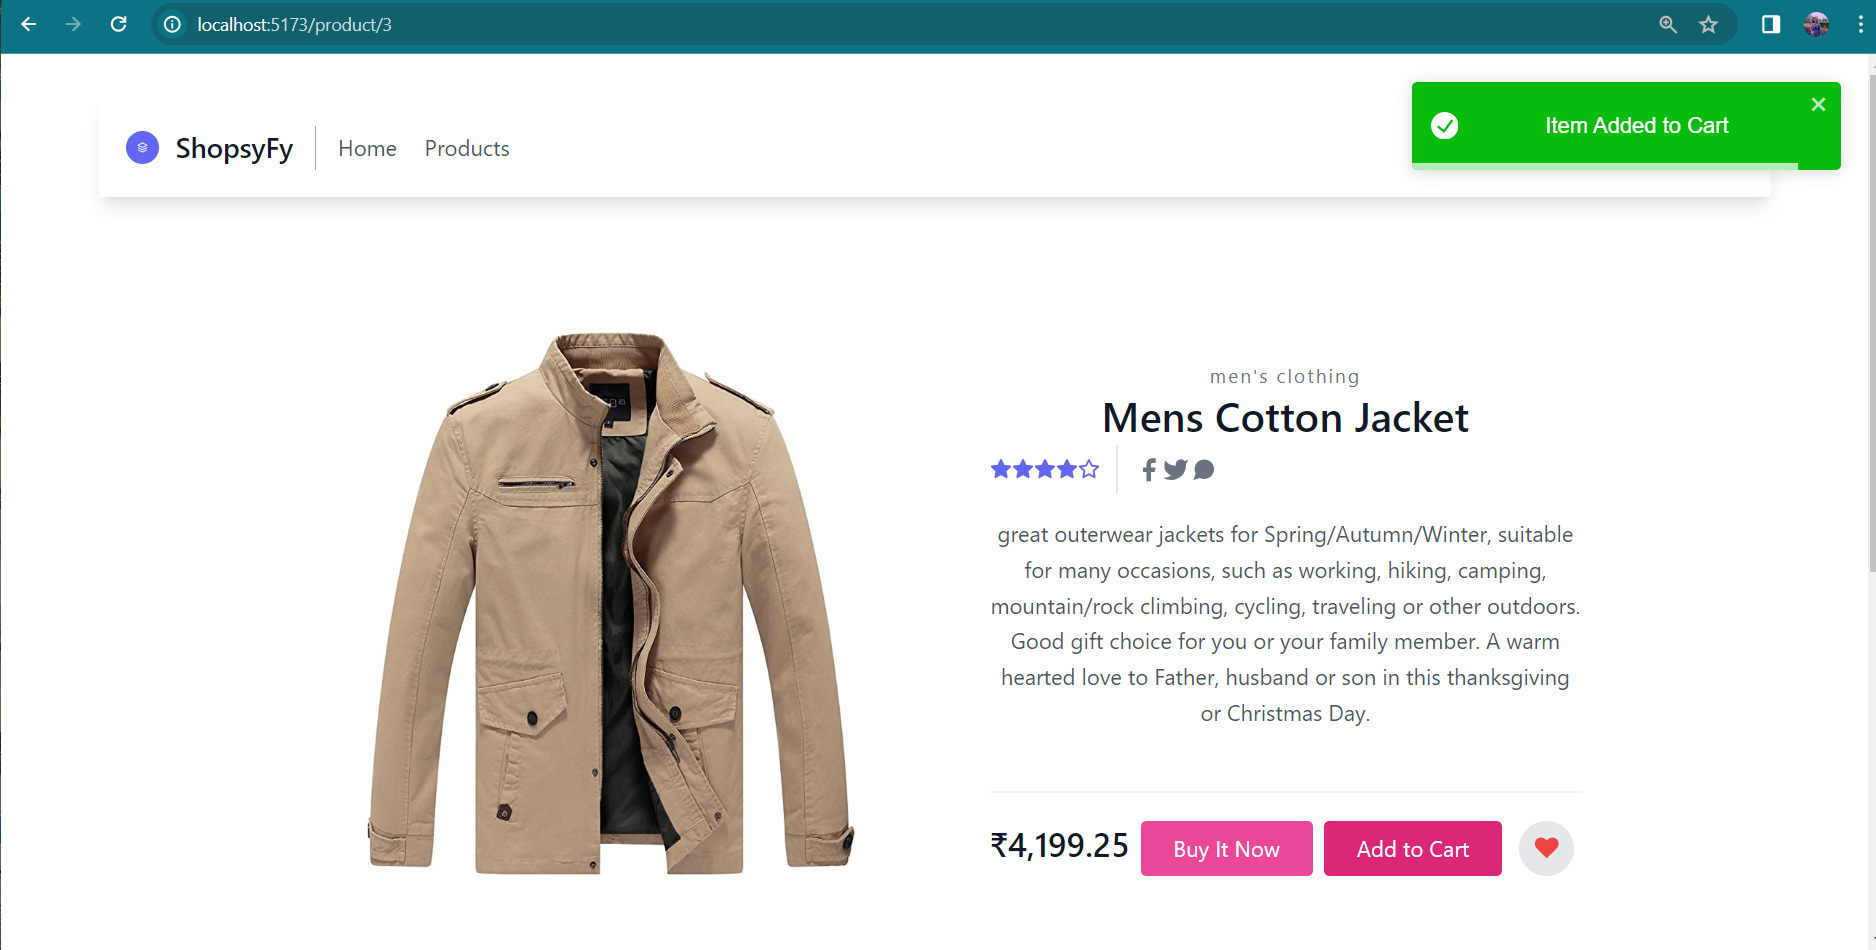 localhost:5173/product/3
Item Added to Cart
ShopsyFy
Home
Products
men's clothing
Mens Cotton Jacket
great outerwear jackets for Spring/Autumn/Winter, suitable
for many occasions, such as working, hiking, camping,
mountain/rock climbing, cycling, traveling or other outdoors.
Good gift choice for you or your family member. A warm
hearted love to Father, husband or son in this thanksgiving
or Christmas Day.
₹4,199.25
Buy It Now
Add to Cart